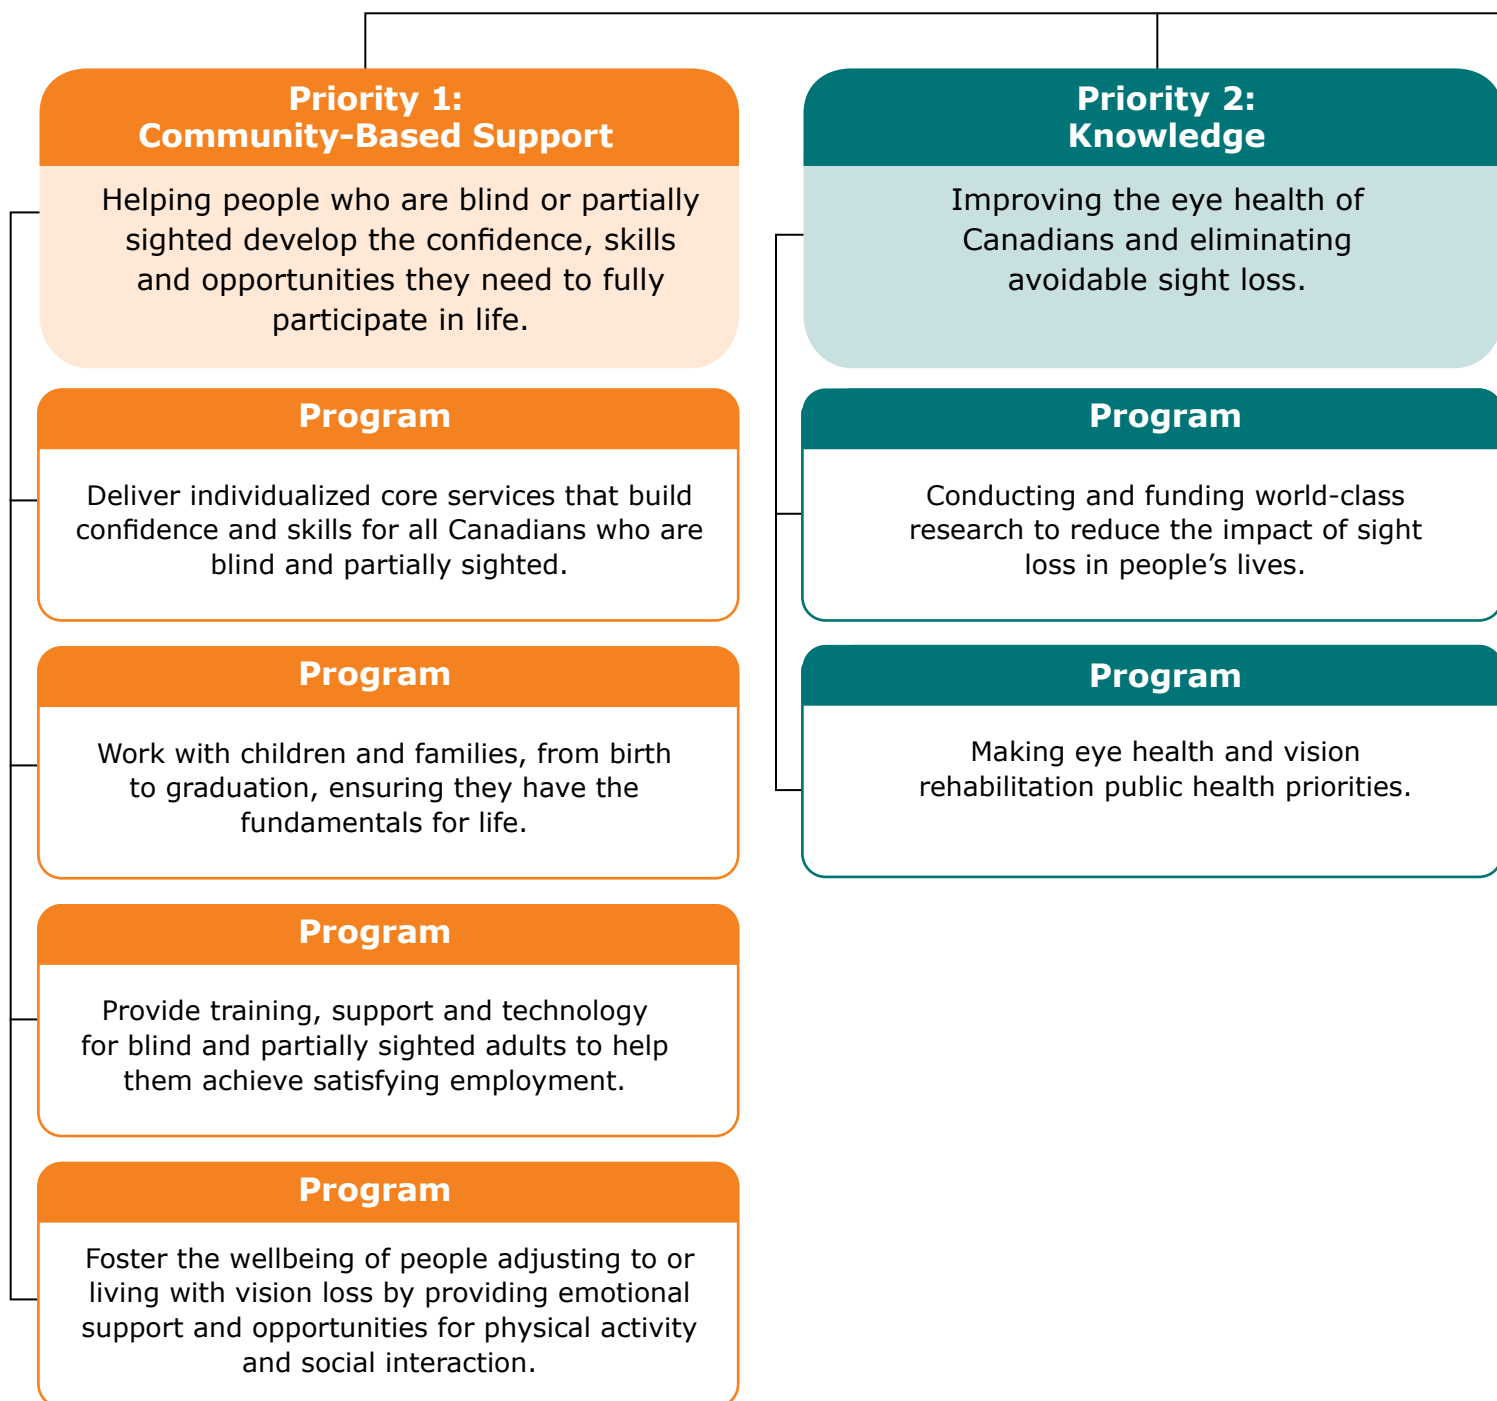 Priority 1:
Community-Based Support
Helping people who are blind or partially
sighted develop the confidence, skills
and opportunities they need to fully
participate in life.
Program
Deliver individualized core services that build
confidence and skills for all Canadians who are
blind and partially sighted.
Program
Work with children and families, from birth
to graduation, ensuring they have the
fundamentals for life.
Program
Provide training, support and technology
for blind and partially sighted adults to help
them achieve satisfying employment.
Program
Foster the wellbeing of people adjusting to or
living with vision loss by providing emotional
support and opportunities for physical activity
and social interaction.
Priority 2:
Knowledge
Improving the eye health of
Canadians and eliminating
avoidable sight loss.
Program
Conducting and funding world-class
research to reduce the impact of sight
loss in people’s lives.
Program
Making eye health and vision
rehabilitation public health priorities.